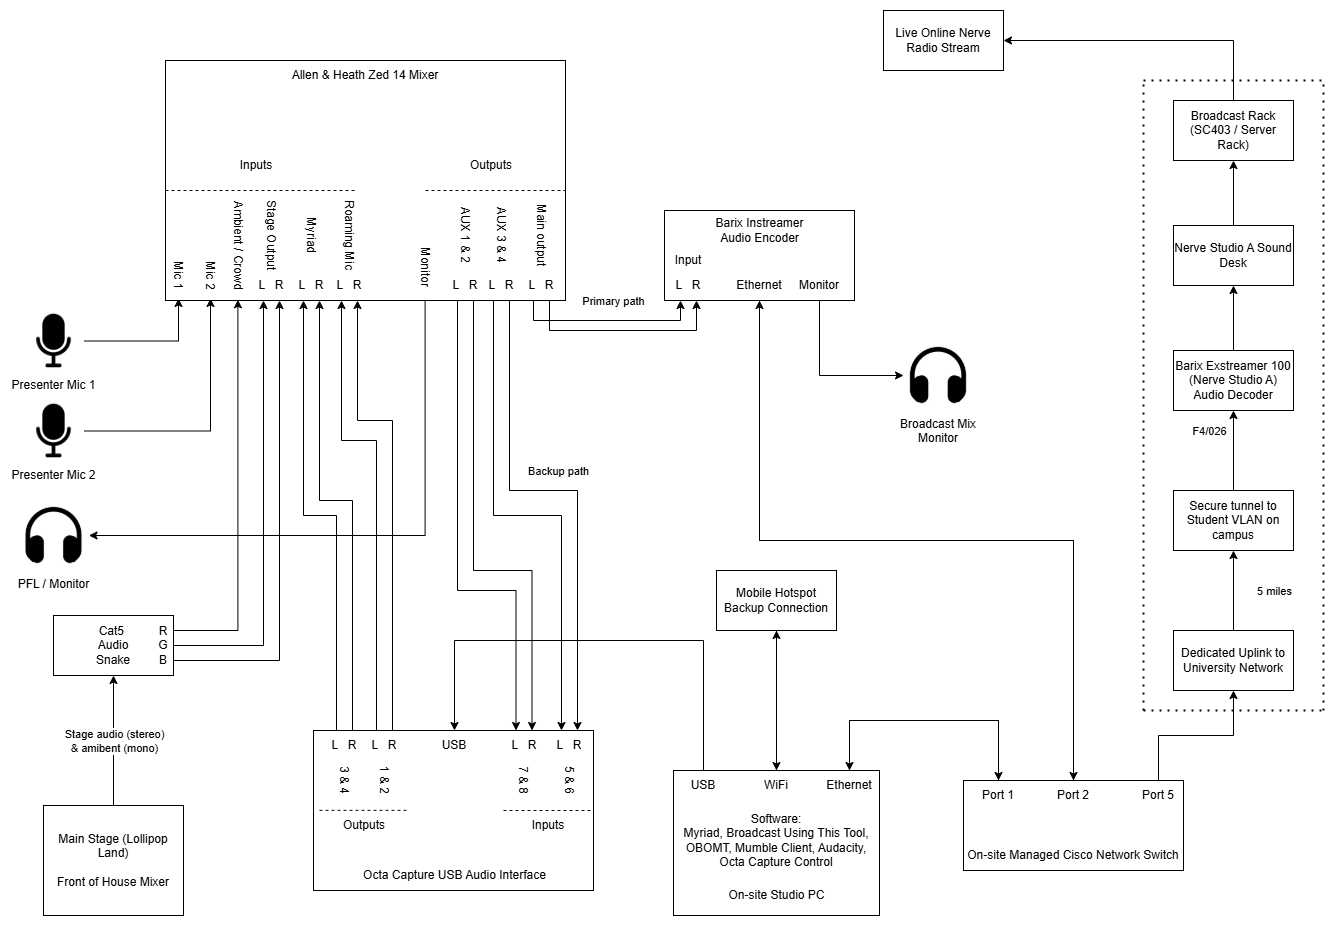 Live Online Nerve
Radio Stream
Allen & Heath Zed 14 Mixer
Inputs
Outputs
Mic 1
Mic 2
Ambient / Crowd
Stage Output
L R
Myriad
L R
Roaming Mic
L R
Monitor
AUX 1 & 2
L R
AUX 3 & 4
L R
Main output
L R
Primary path
Barix Instreamer
Audio Encoder
Input
L R
Ethernet
Monitor
Broadcast Mix
Monitor
Broadcast Rack
(SC403 / Server
Rack)
Nerve Studio A Sound
Desk
Barix Exstreamer 100
(Nerve Studio A)
Audio Decoder
F4/026
Secure tunnel to
Student VLAN on
campus
5 miles
Dedicated Uplink to
University Network
Presenter Mic 1
Presenter Mic 2
PFL / Monitor
Backup path
Cat5
Audio
Snake
R
G
B
Stage audio (stereo)
& amibent (mono)
Main Stage (Lollipop
Land)
Front of House Mixer
L R
3 & 4
L R
1 & 2
Outputs
USB
L R
7 & 8
L R
5 & 6
Inputs
Octa Capture USB Audio Interface
Mobile Hotspot
Backup Connection
USB
WiFi
Ethernet
Software:
Myriad, Broadcast Using This Tool,
OBOMT, Mumble Client, Audacity,
Octa Capture Control
On-site Studio PC
Port 1
Port 2
Port 5
On-site Managed Cisco Network Switch